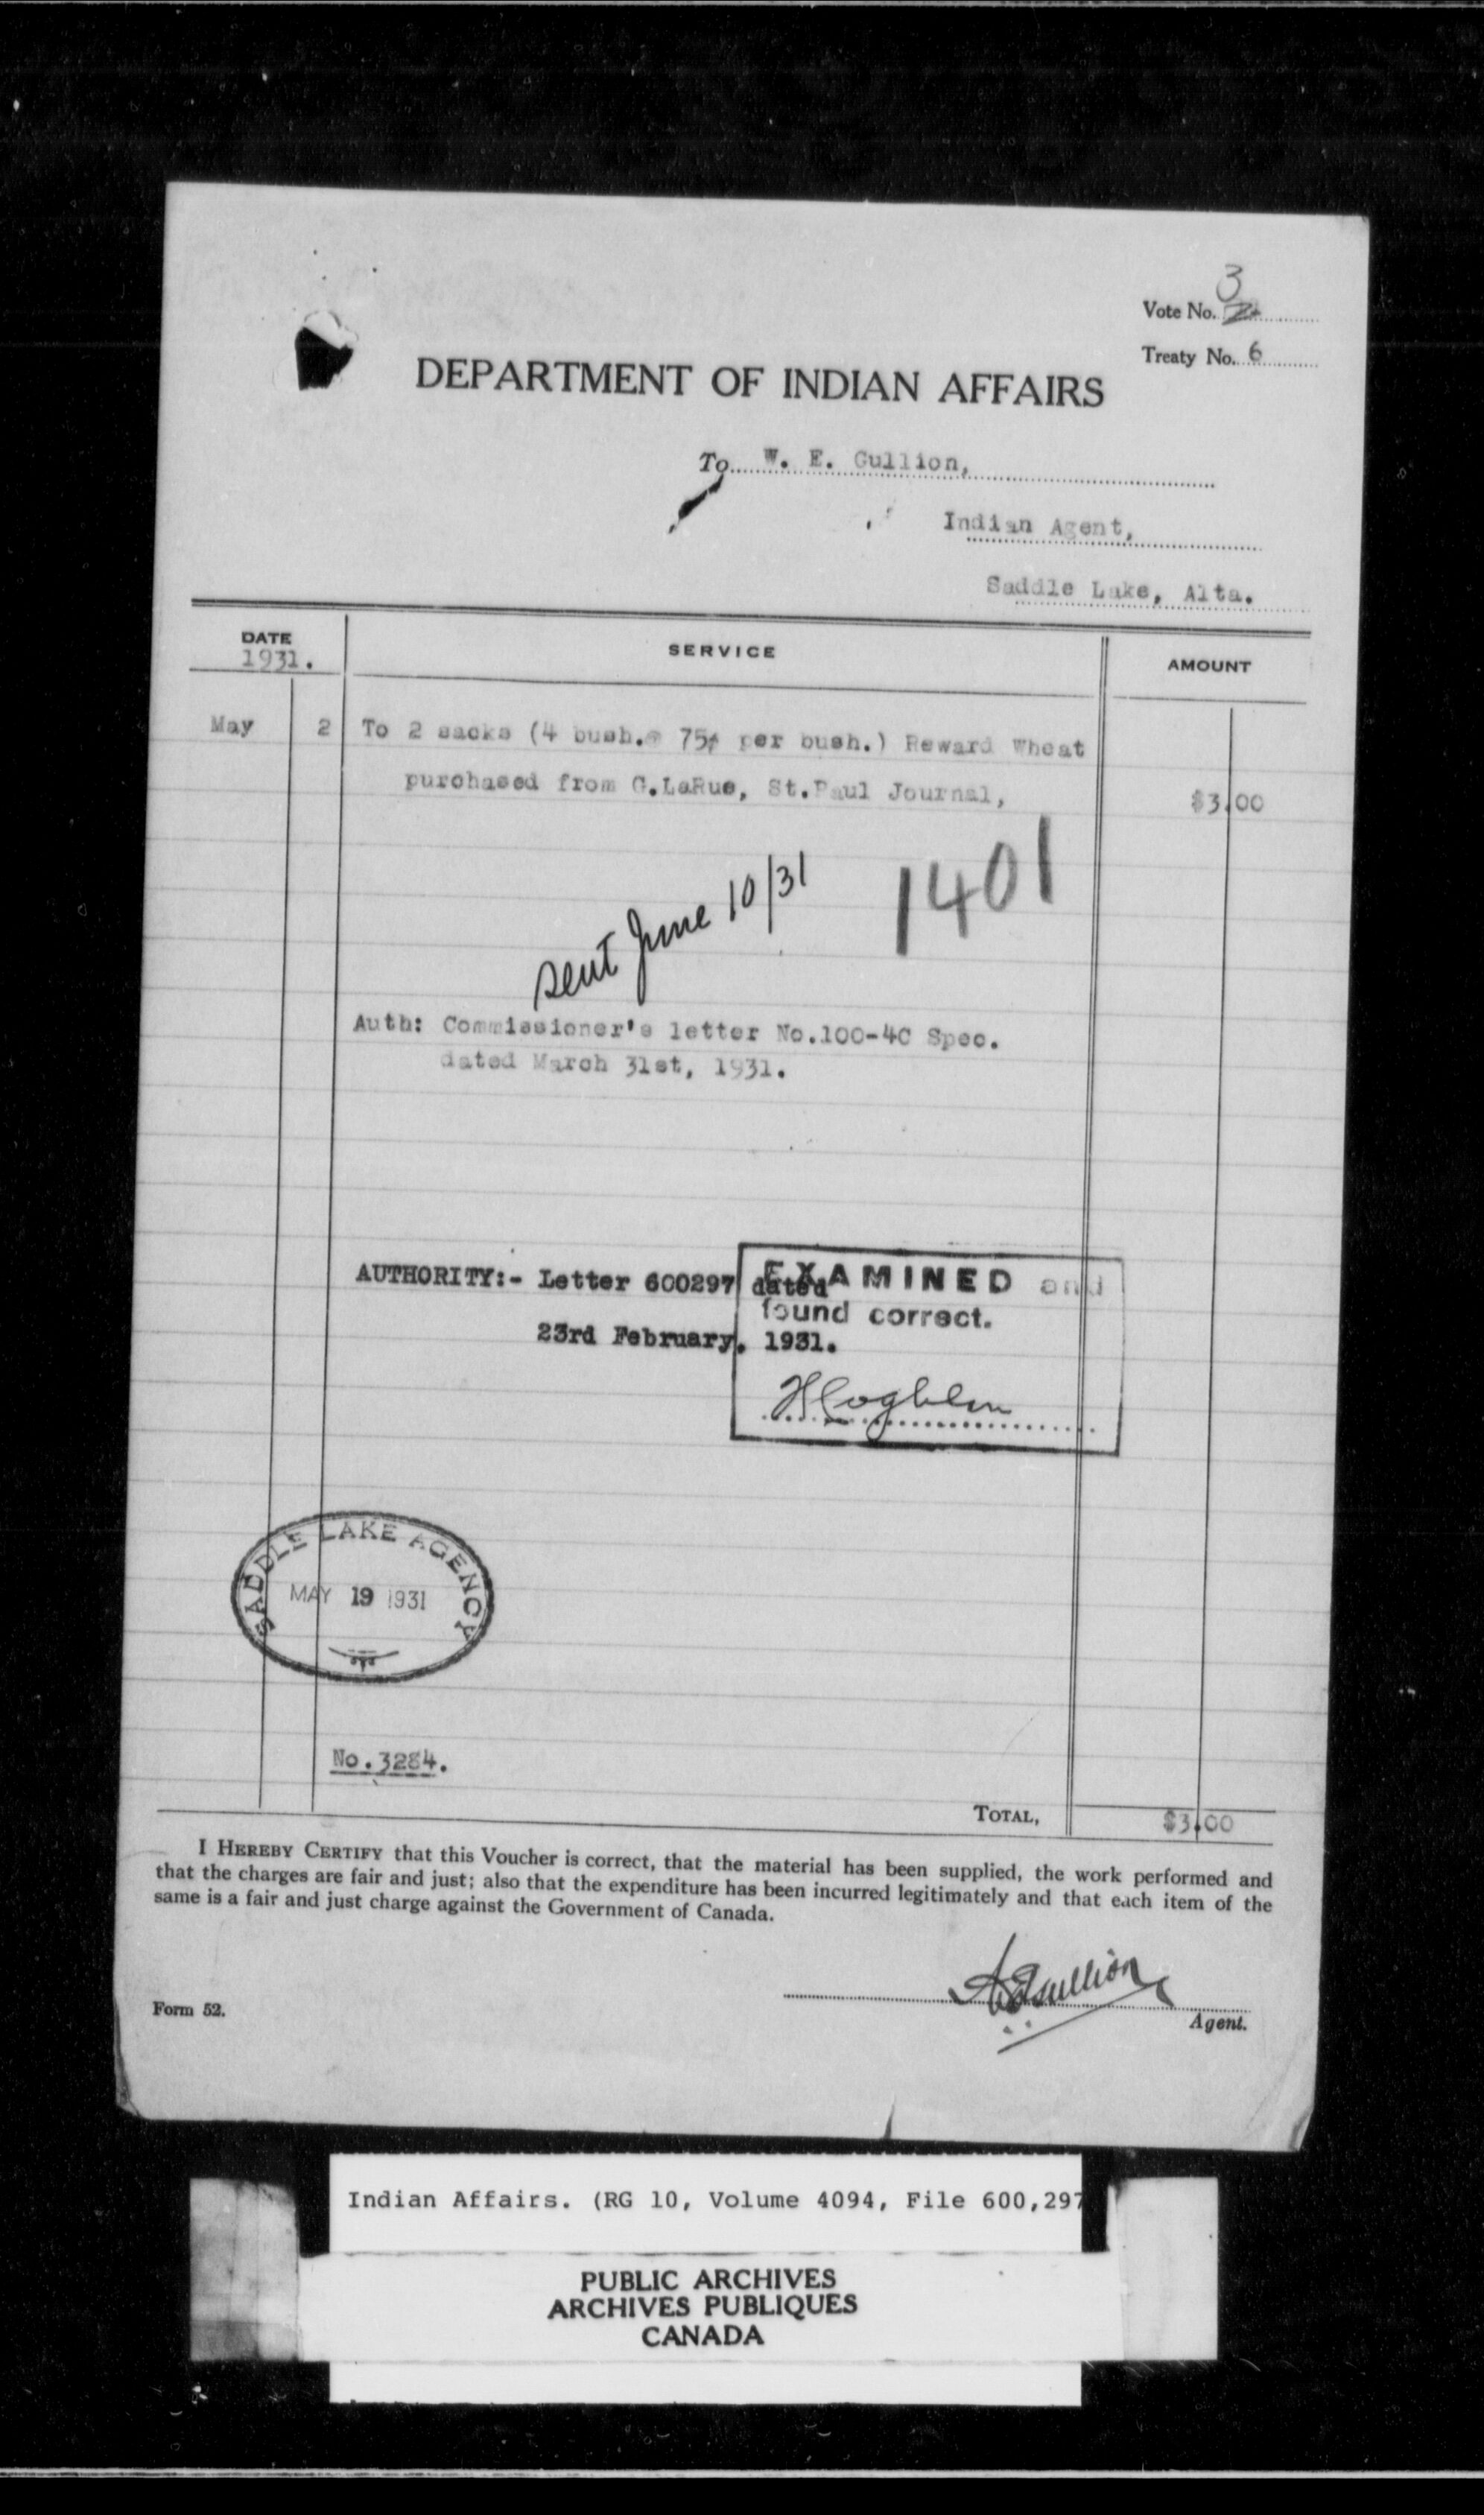 3
Vote No. 2
Treaty No. 6
DEPARTMENT OF INDIAN AFFAIRS
To W. E. Gullion,
Indian Agent,
Saddle Lake, Alta.
DATE SERVICE AMOUNT
1931.
May 2 To 2 sacks (4 bush.@ 75¢ per bush.) Reward Wheat
purchased from G.LaRue, St.Paul Journal, $3.00
sent June 10/31
1401
Auth: Commissioner's letter No.100-4C Spec.
dated March 31st, 1931.
AUTHORITY:- Letter 600297 dated
23rd February, 1931.
EXAMINED and
found correct.
SADDLE LAKE AGENCY
MAY 19 1931
No.3284.
TOTAL, $3.00
I HEREBY CERTIFY that this Voucher is correct, that the material has been supplied, the work performed and
that the charges are fair and just; also that the expenditure has been incurred legitimately and that each item of the
same is a fair and just charge against the Government of Canada.
W E Gullion
Form 52.
Agent.
Indian Affairs. (RG 10, Volume 4094, File 600,297
PUBLIC ARCHIVES
ARCHIVES PUBLIQUES
CANADA